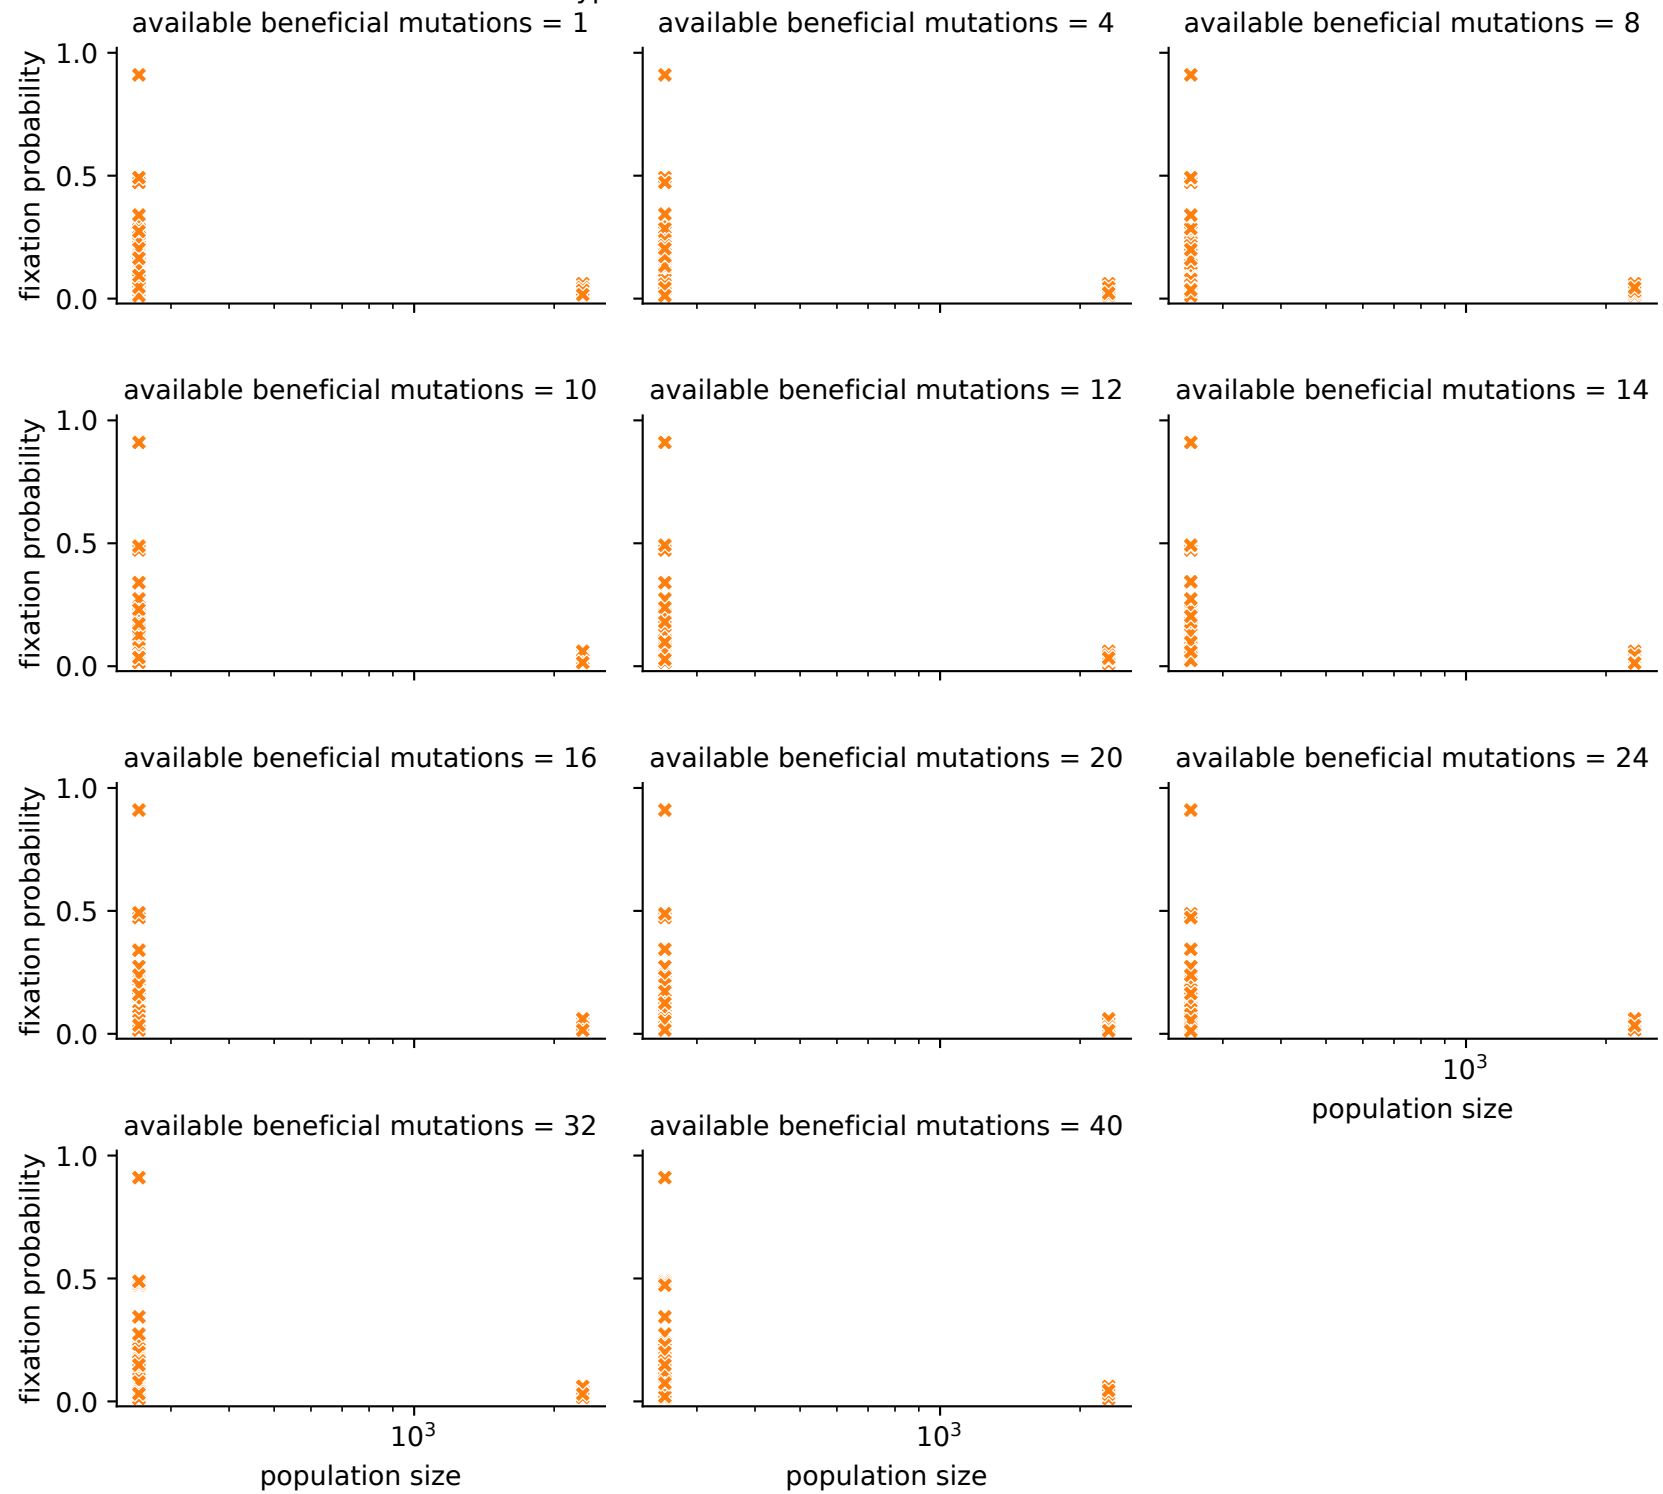 available beneficial mutations = 1
available beneficial mutations = 4
available beneficial mutations = 8
fixation probability
1.0
0.5
0.0
available beneficial mutations = 10
available beneficial mutations = 12
available beneficial mutations = 14
fixation probability
1.0
0.5
0.0
available beneficial mutations = 16
available beneficial mutations = 20
available beneficial mutations = 24
fixation probability
1.0
0.5
0.0
10³
population size
available beneficial mutations = 32
available beneficial mutations = 40
fixation probability
1.0
0.5
0.0
10³
10³
population size
population size